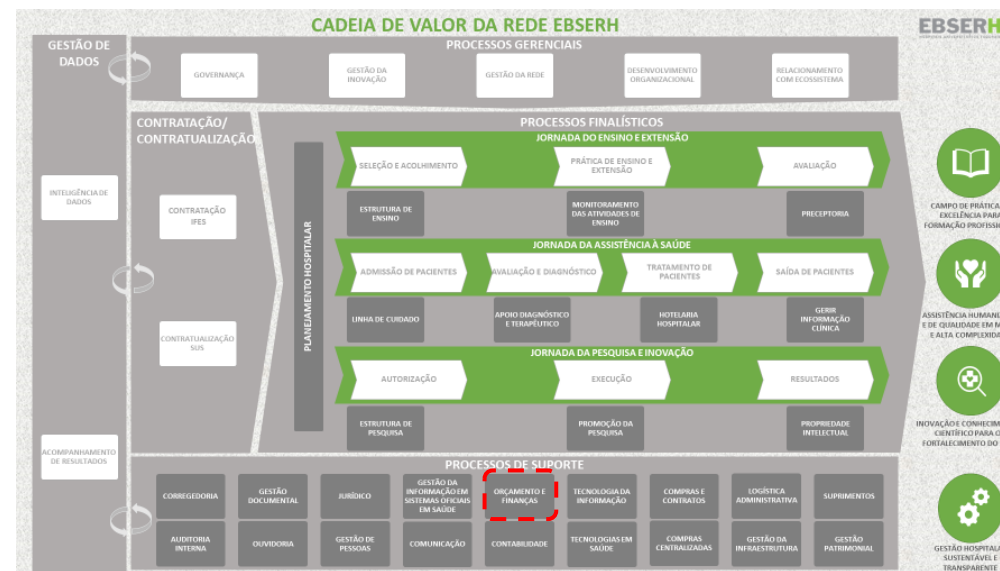 CADEIA DE VALOR DA REDE EBSERH
EBSERH
GESTÃO DE
DADOS
INTELIGÊNCIA DE
DADOS
ACOMPANHAMENTO
DE RESULTADOS
PROCESSOS GERENCIAIS
GOVERNANÇA
GESTÃO DA
INOVAÇÃO
GESTÃO DA REDE
DESENVOLVIMENTO
ORGANIZACIONAL
RELACIONAMENTO
COM ECOSSISTEMA
CONTRATAÇÃO/
CONTRATUALIZAÇÃO
CONTRATAÇÃO
IFES
CONTRATUALIZAÇÃO
SUS
PLANEJAMENTO HOSPITALAR
PROCESSOS FINALÍSTICOS
JORNADA DO ENSINO E EXTENSÃO
SELEÇÃO E ACOLHIMENTO
PRÁTICA DE ENSINO E
EXTENSÃO
AVALIAÇÃO
ESTRUTURA DE
ENSINO
MONITORAMENTO
DAS ATIVIDADES DE
ENSINO
PRECEPTORIA
JORNADA DA ASSISTÊNCIA À SAÚDE
ADMISSÃO DE PACIENTES
AVALIAÇÃO E DIAGNÓSTICO
TRATAMENTO DE
PACIENTES
SAÍDA DE PACIENTES
LINHA DE CUIDADO
APOIO DIAGNÓSTICO
E TERAPÊUTICO
HOTELARIA
HOSPITALAR
GERIR
INFORMAÇÃO
CLÍNICA
JORNADA DA PESQUISA E INOVAÇÃO
AUTORIZAÇÃO
EXECUÇÃO
RESULTADOS
ESTRUTURA DE
PESQUISA
PROMOÇÃO DA
PESQUISA
PROPRIEDADE
INTELECTUAL
PROCESSOS DE SUPORTE
CORREGEDORIA
GESTÃO
DOCUMENTAL
JURÍDICO
GESTÃO DA
INFORMAÇÃO EM
SISTEMAS OFICIAIS
EM SAÚDE
ORÇAMENTO E
FINANÇAS
TECNOLOGIA DA
INFORMAÇÃO
COMPRAS E
CONTRATOS
LOGÍSTICA
ADMINISTRATIVA
SUPRIMENTOS
AUDITORIA
INTERNA
OUVIDORIA
GESTÃO DE
PESSOAS
COMUNICAÇÃO
CONTABILIDADE
TECNOLOGIAS EM
SAÚDE
COMPRAS
CENTRALIZADAS
GESTÃO DA
INFRAESTRUTURA
GESTÃO
PATRIMONIAL
CAMPO DE PRÁTICA
EXCELÊNCIA PARA
FORMAÇÃO PROFISSIO
ASSISTÊNCIA HUMANI
E DE QUALIDADE EM M
E ALTA COMPLEXIDA
INOVAÇÃO E CONHECIM
CIENTÍFICO PARA O
FORTALECIMENTO DO
GESTÃO HOSPITALA
SUSTENTÁVEL E
TRANSPARENTE